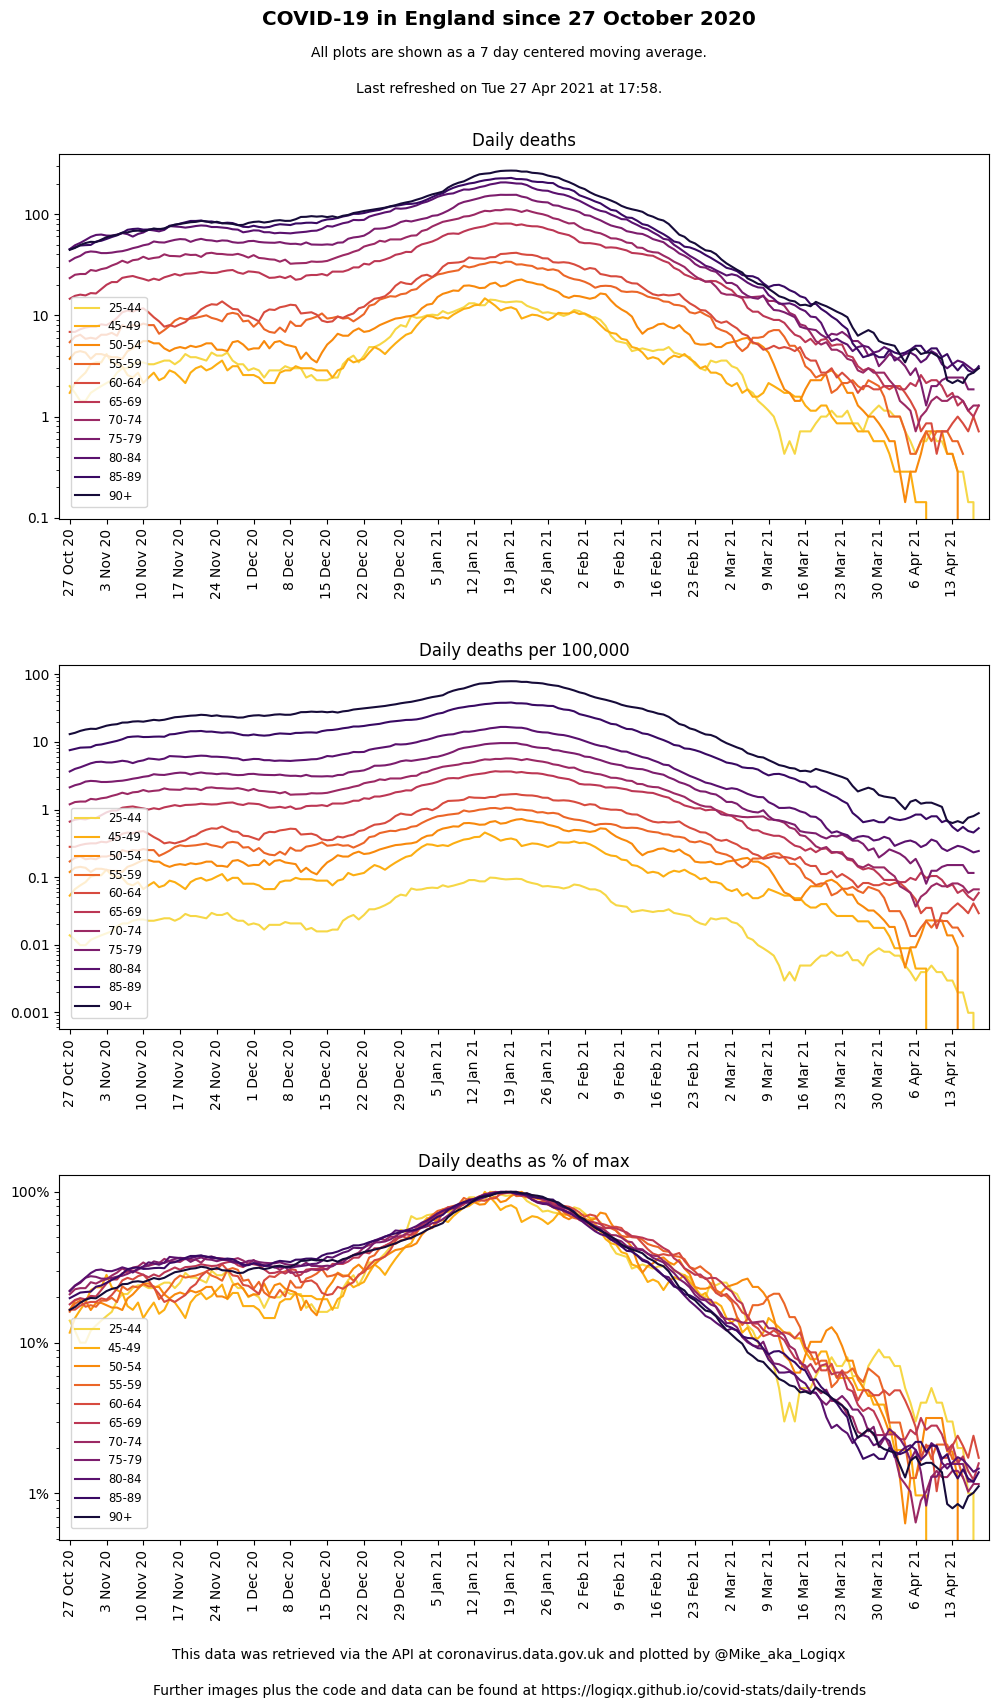 COVID-19 in England since 27 October 2020
All plots are shown as a 7 day centered moving average.
Last refreshed on Tue 27 Apr 2021 at 17:58.
Daily deaths
100
10
1
0.1
25-44
45-49
50-54
55-59
60-64
65-69
70-74
75-79
80-84
85-89
90+
27 Oct 20
3 Nov 20
10 Nov 20
17 Nov 20
24 Nov 20
1 Dec 20
8 Dec 20
15 Dec 20
22 Dec 20
29 Dec 20
5 Jan 21
12 Jan 21
19 Jan 21
26 Jan 21
2 Feb 21
9 Feb 21
16 Feb 21
23 Feb 21
2 Mar 21
9 Mar 21
16 Mar 21
23 Mar 21
30 Mar 21
6 Apr 21
13 Apr 21
Daily deaths per 100,000
100
10
1
0.1
0.01
0.001
25-44
45-49
50-54
55-59
60-64
65-69
70-74
75-79
80-84
85-89
90+
27 Oct 20
3 Nov 20
10 Nov 20
17 Nov 20
24 Nov 20
1 Dec 20
8 Dec 20
15 Dec 20
22 Dec 20
29 Dec 20
5 Jan 21
12 Jan 21
19 Jan 21
26 Jan 21
2 Feb 21
9 Feb 21
16 Feb 21
23 Feb 21
2 Mar 21
9 Mar 21
16 Mar 21
23 Mar 21
30 Mar 21
6 Apr 21
13 Apr 21
Daily deaths as % of max
100%
10%
1%
25-44
45-49
50-54
55-59
60-64
65-69
70-74
75-79
80-84
85-89
90+
27 Oct 20
3 Nov 20
10 Nov 20
17 Nov 20
24 Nov 20
1 Dec 20
8 Dec 20
15 Dec 20
22 Dec 20
29 Dec 20
5 Jan 21
12 Jan 21
19 Jan 21
26 Jan 21
2 Feb 21
9 Feb 21
16 Feb 21
23 Feb 21
2 Mar 21
9 Mar 21
16 Mar 21
23 Mar 21
30 Mar 21
6 Apr 21
13 Apr 21
This data was retrieved via the API at coronavirus.data.gov.uk and plotted by @Mike_aka_Logiqx
Further images plus the code and data can be found at https://logiqx.github.io/covid-stats/daily-trends